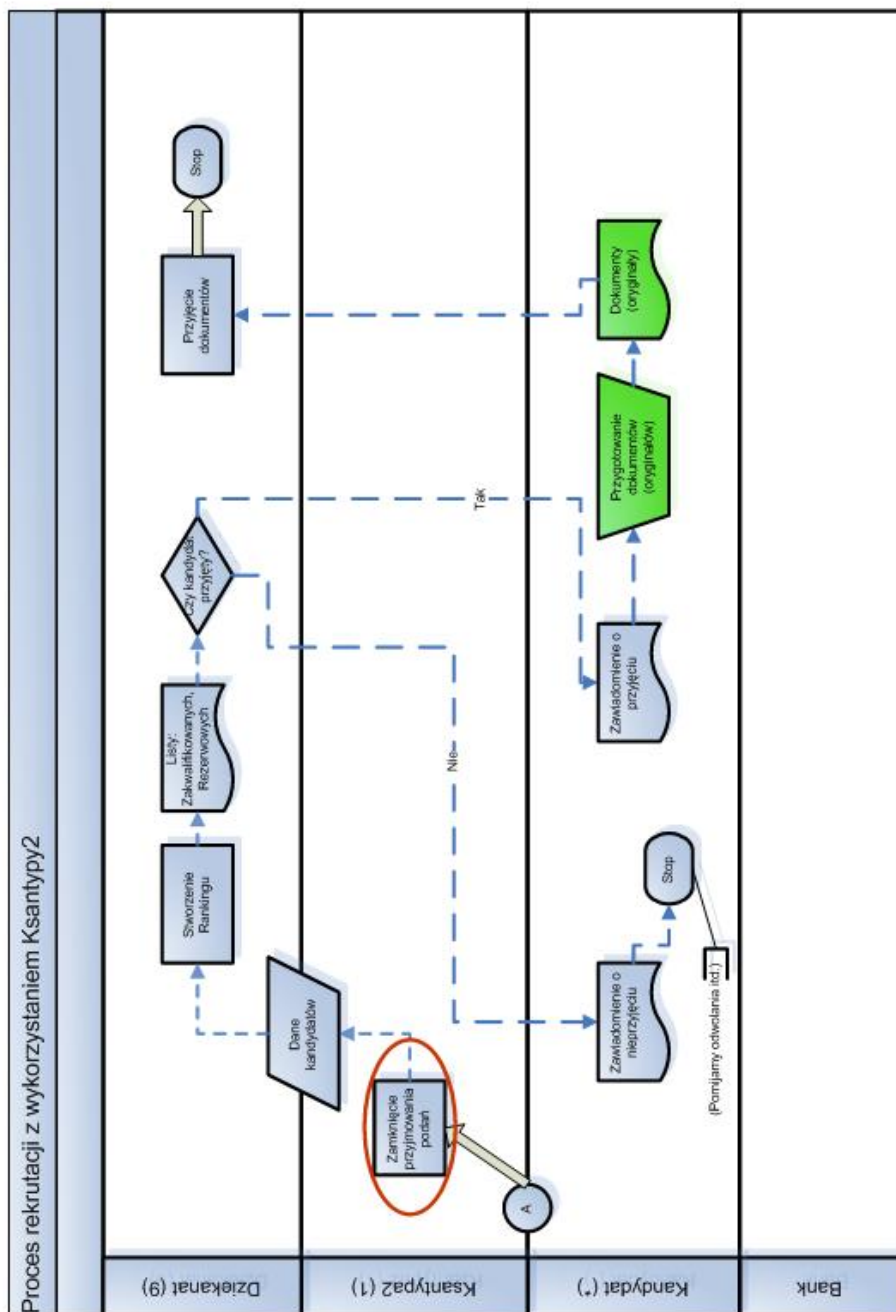 Proces rekrutacji z wykorzystaniem Ksantypy2
Dziekanat (9)
Ksantypa2 (1)
Kandydat (*)
Bank
A
Zamknięcie
przyjmowania
podań
Dane
kandydatów
Stworzenie
Rankingu
Listy:
Zakwalifikowanych,
Rezerwowych
Czy kandyda
przyjęty?
Nie
Tak
Zawiadomienie o
nieprzyjęciu
Stop
(Pomijamy odwołania itd.)
Zawiadomienie o
przyjęciu
Przygotowanie
dokumentów
(oryginałów)
Dokumenty
(oryginały)
Przyjęcie
dokumentów
Stop